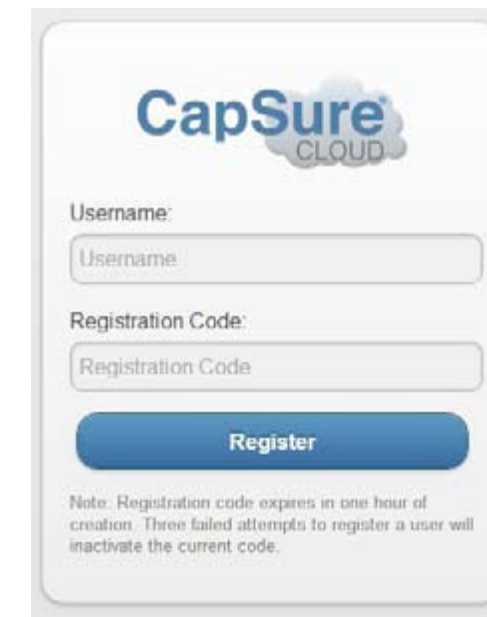 CapSure®
CLOUD
Username:
Username
Registration Code:
Registration Code
Register
Note: Registration code expires in one hour of
creation. Three failed attempts to register a user will
inactivate the current code.